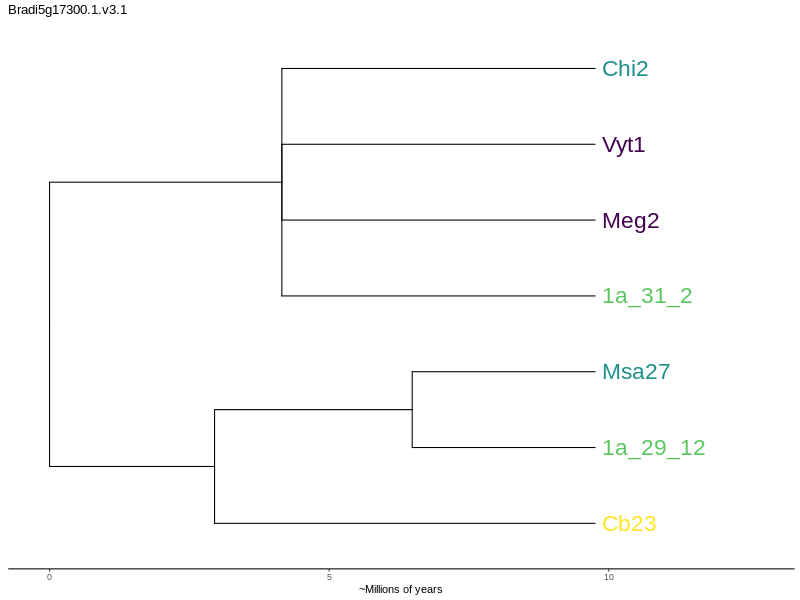 Bradi5g17300.1.v3.1
Chi2
Vyt1
Meg2
1a_31_2
Msa27
1a_29_12
Cb23
0 5 10
~Millions of years